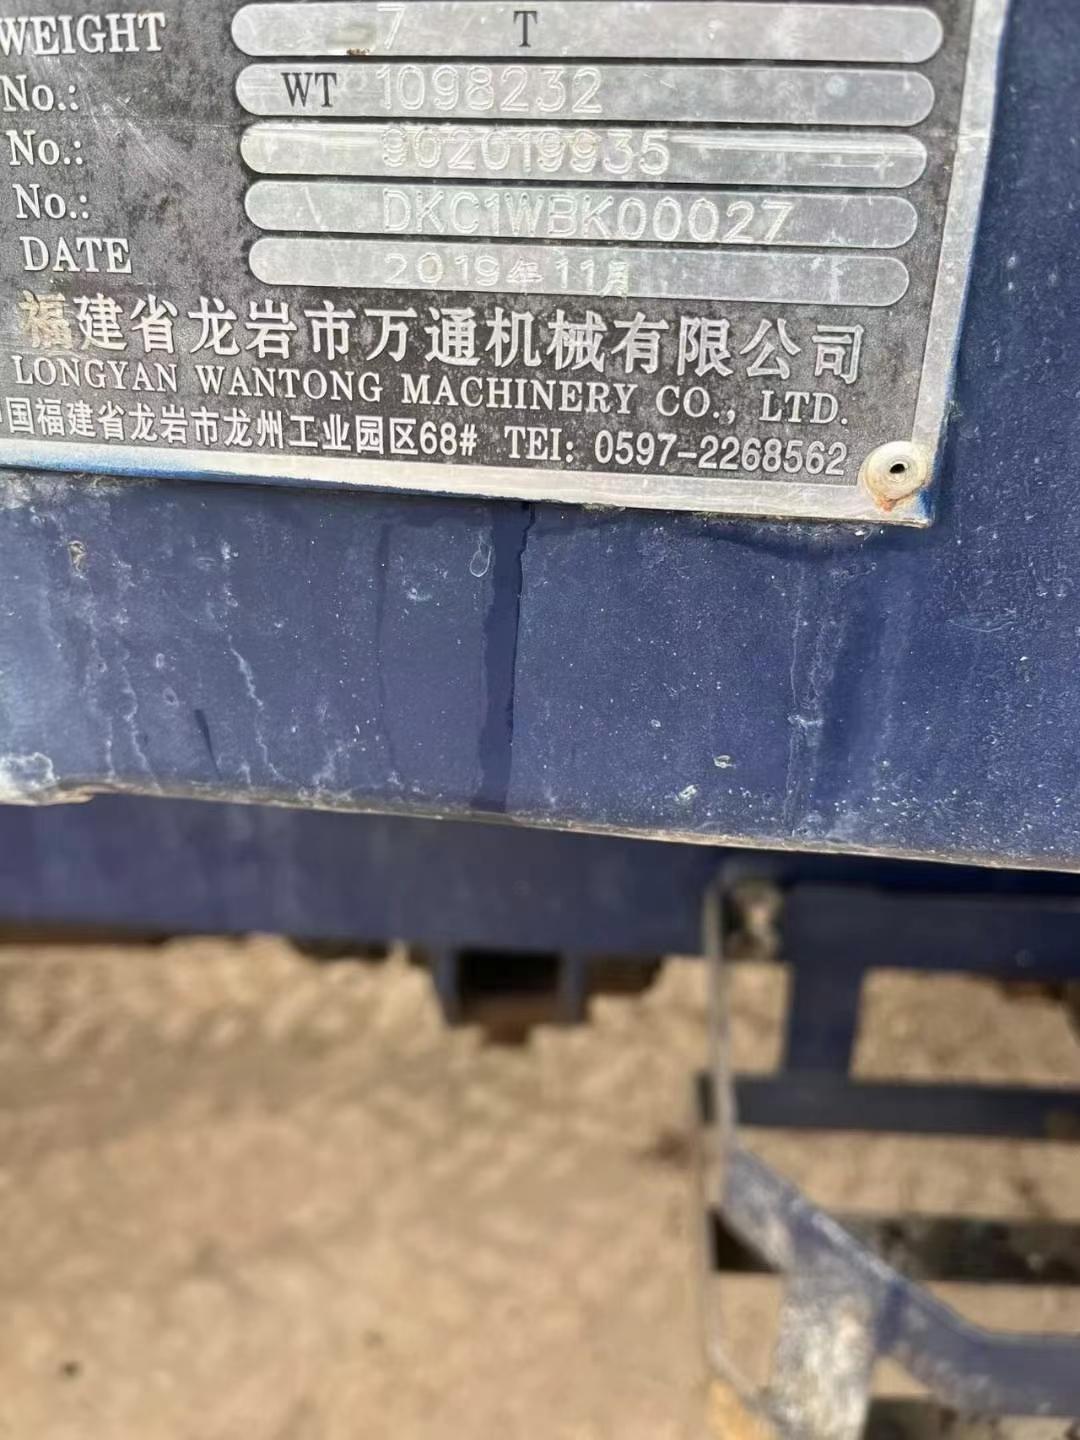 WEIGHT 7 T
No.: WT 1098232
No.: 902019935
No.: DKC1WBK00027
DATE 2019年11月
福建省龙岩市万通机械有限公司
LONGYAN WANTONG MACHINERY CO., LTD.
国福建省龙岩市龙州工业园区68# TEI: 0597-2268562